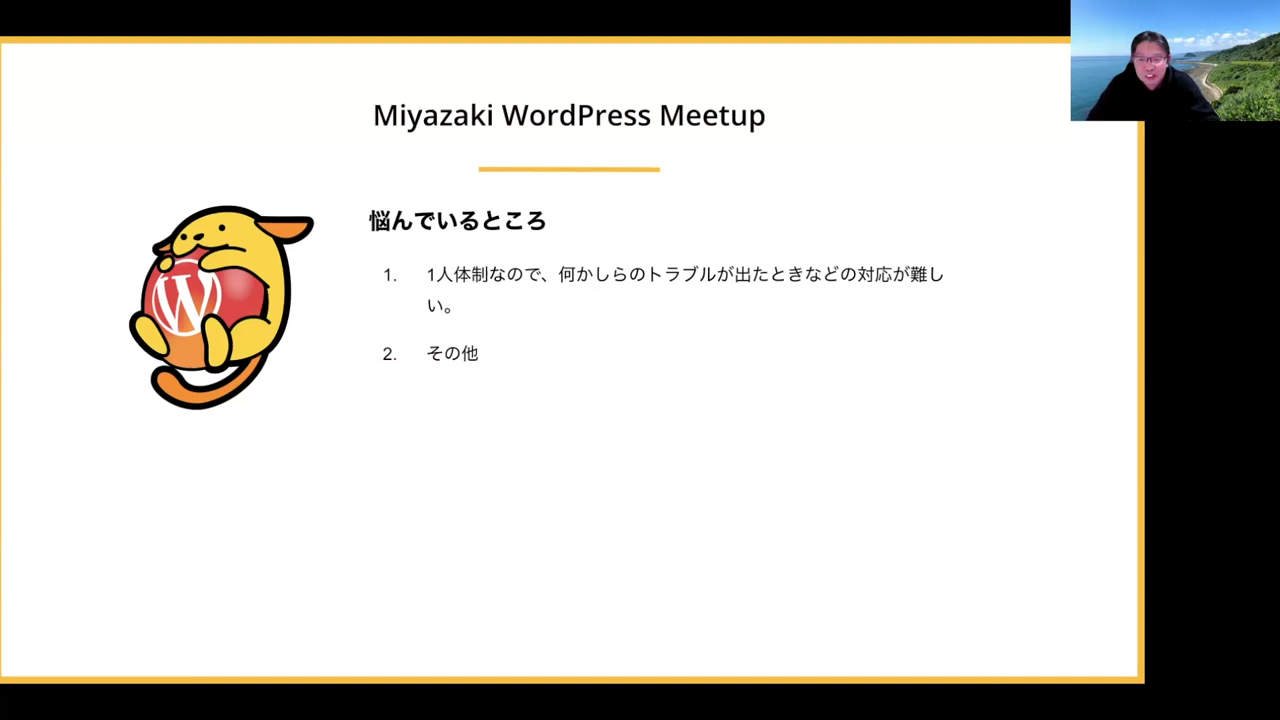 Miyazaki WordPress Meetup
悩んでいるところ
1. 1人体制なので、何かしらのトラブルが出たときなどの対応が難し
い。
2. その他